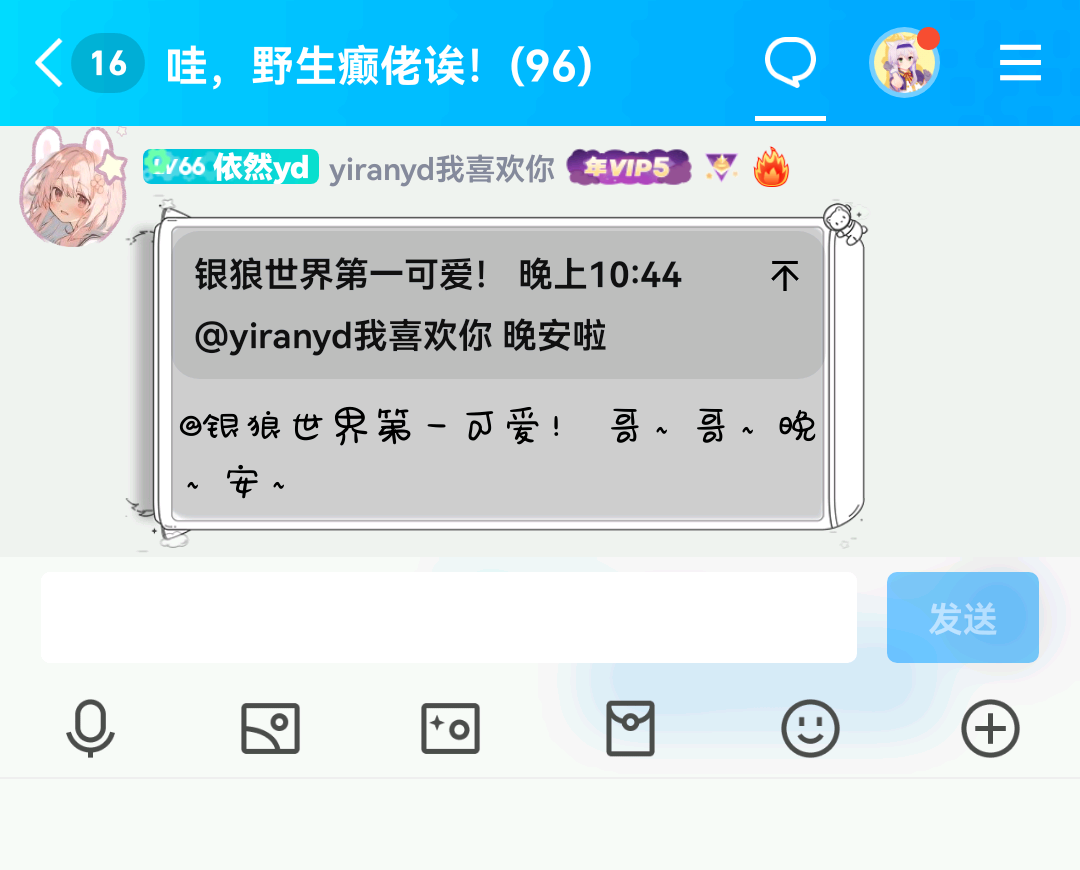 16 哇，野生癫佬诶！(96)
LV66 依然yd yiranyd我喜欢你 年VIP5
银狼世界第一可爱！ 晚上10:44
@yiranyd我喜欢你 晚安啦
@银狼世界第一可爱！ 哥~哥~晚
~安~
发送